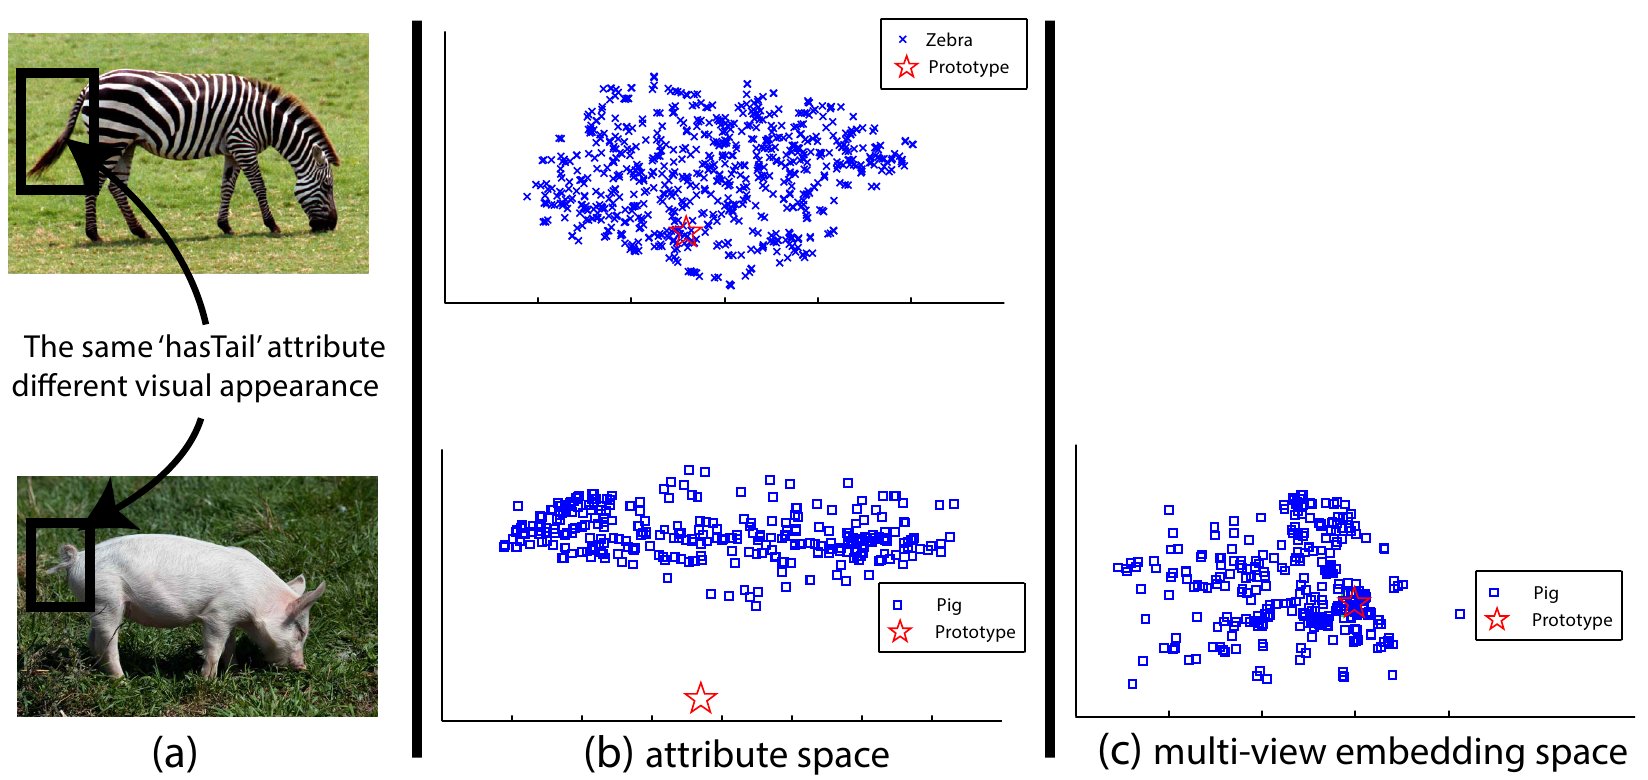 The same ‘hasTail’ attribute
different visual appearance
(a)
Zebra
Prototype
Pig
Prototype
(b) attribute space
Pig
Prototype
(c) multi-view embedding space